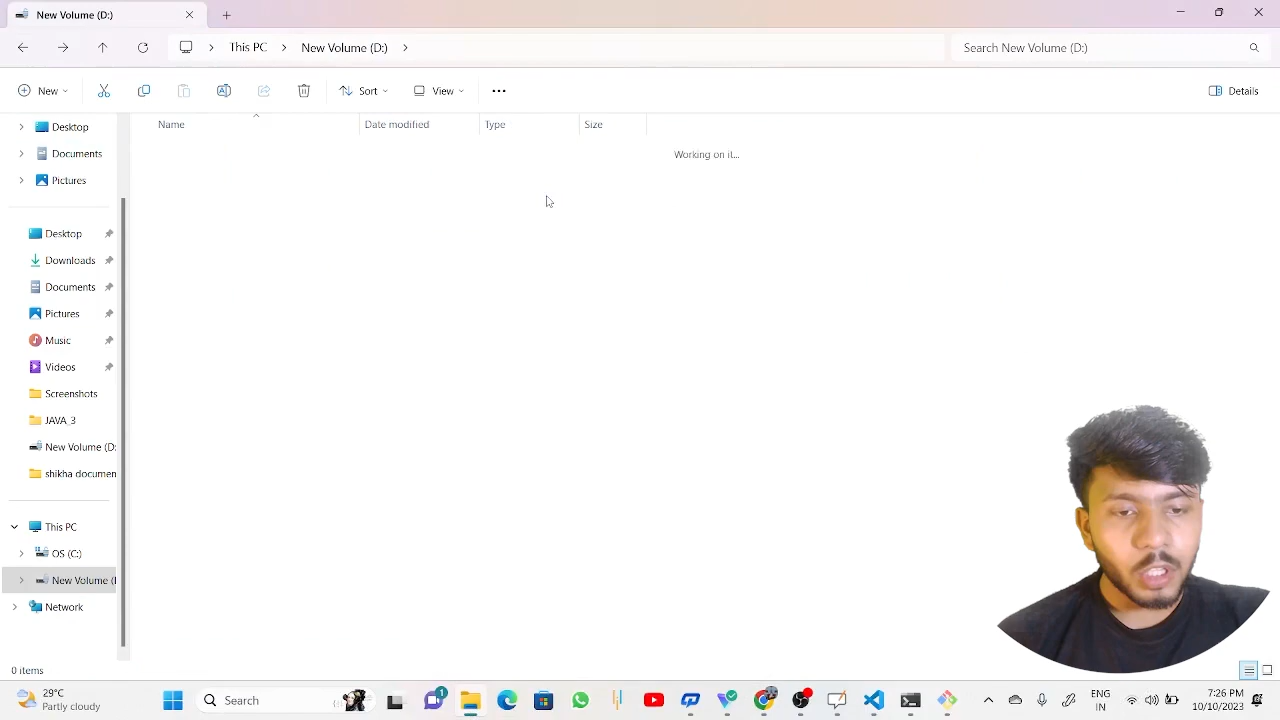 New Volume (D:)
This PC
New Volume (D:)
Search New Volume (D:)
New
Sort
View
Details
Name
Date modified
Type
Size
Working on it...
Desktop
Documents
Pictures
Desktop
Downloads
Documents
Pictures
Music
Videos
Screenshots
JAVA_3
New Volume (D:
shikha documen
This PC
OS (C:)
New Volume (
Network
0 items
29°C
Partly cloudy
Search
1
ENG
IN
7:26 PM
10/10/2023